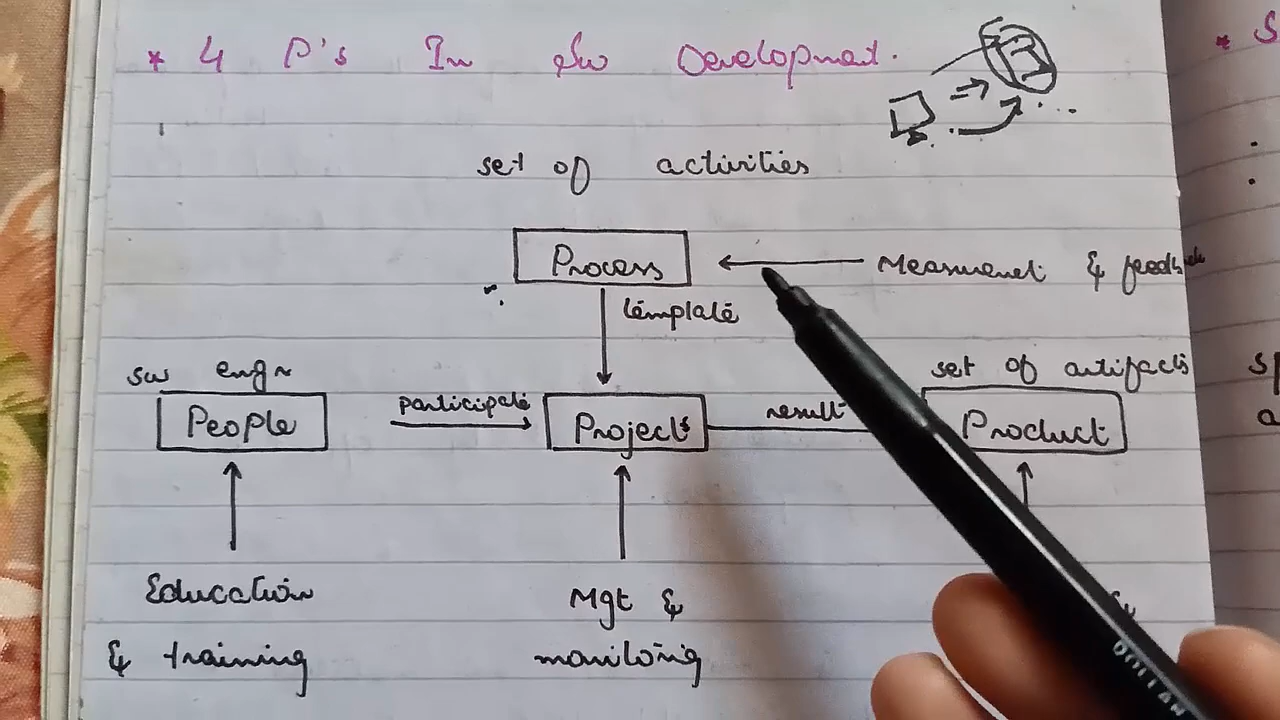 * 4 P's In Sw Development.
set of activities
Process
Measurement & feedback
template
sw engr
set of artifacts
People
participate
Projects
result
Product
Education
& training
Mgt &
monitoring